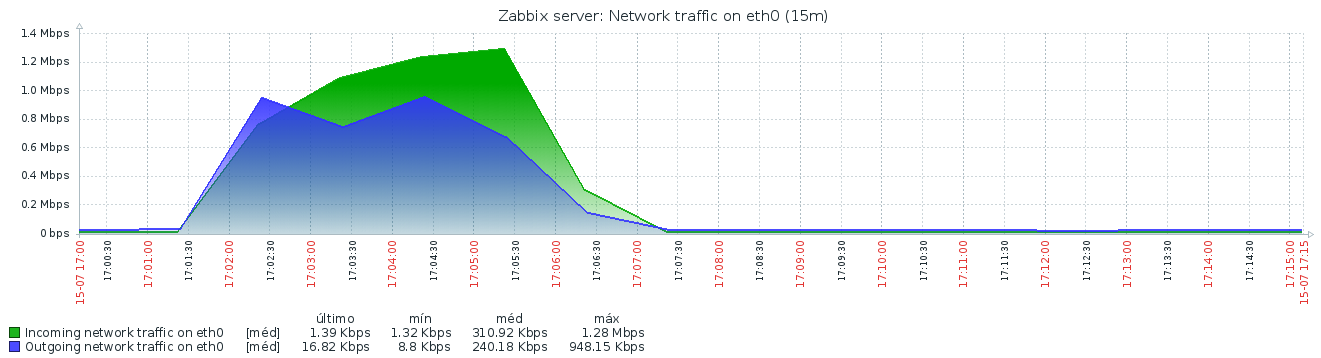 Zabbix server: Network traffic on eth0 (15m)
1.4 Mbps
1.2 Mbps
1.0 Mbps
0.8 Mbps
0.6 Mbps
0.4 Mbps
0.2 Mbps
0 bps
15-07 17:00
17:00:30
17:01:00
17:01:30
17:02:00
17:02:30
17:03:00
17:03:30
17:04:00
17:04:30
17:05:00
17:05:30
17:06:00
17:06:30
17:07:00
17:07:30
17:08:00
17:08:30
17:09:00
17:09:30
17:10:00
17:10:30
17:11:00
17:11:30
17:12:00
17:12:30
17:13:00
17:13:30
17:14:00
17:14:30
17:15:00
15-07 17:15
último mín méd máx
Incoming network traffic on eth0 [méd] 1.39 Kbps 1.32 Kbps 310.92 Kbps 1.28 Mbps
Outgoing network traffic on eth0 [méd] 16.82 Kbps 8.8 Kbps 240.18 Kbps 948.15 Kbps